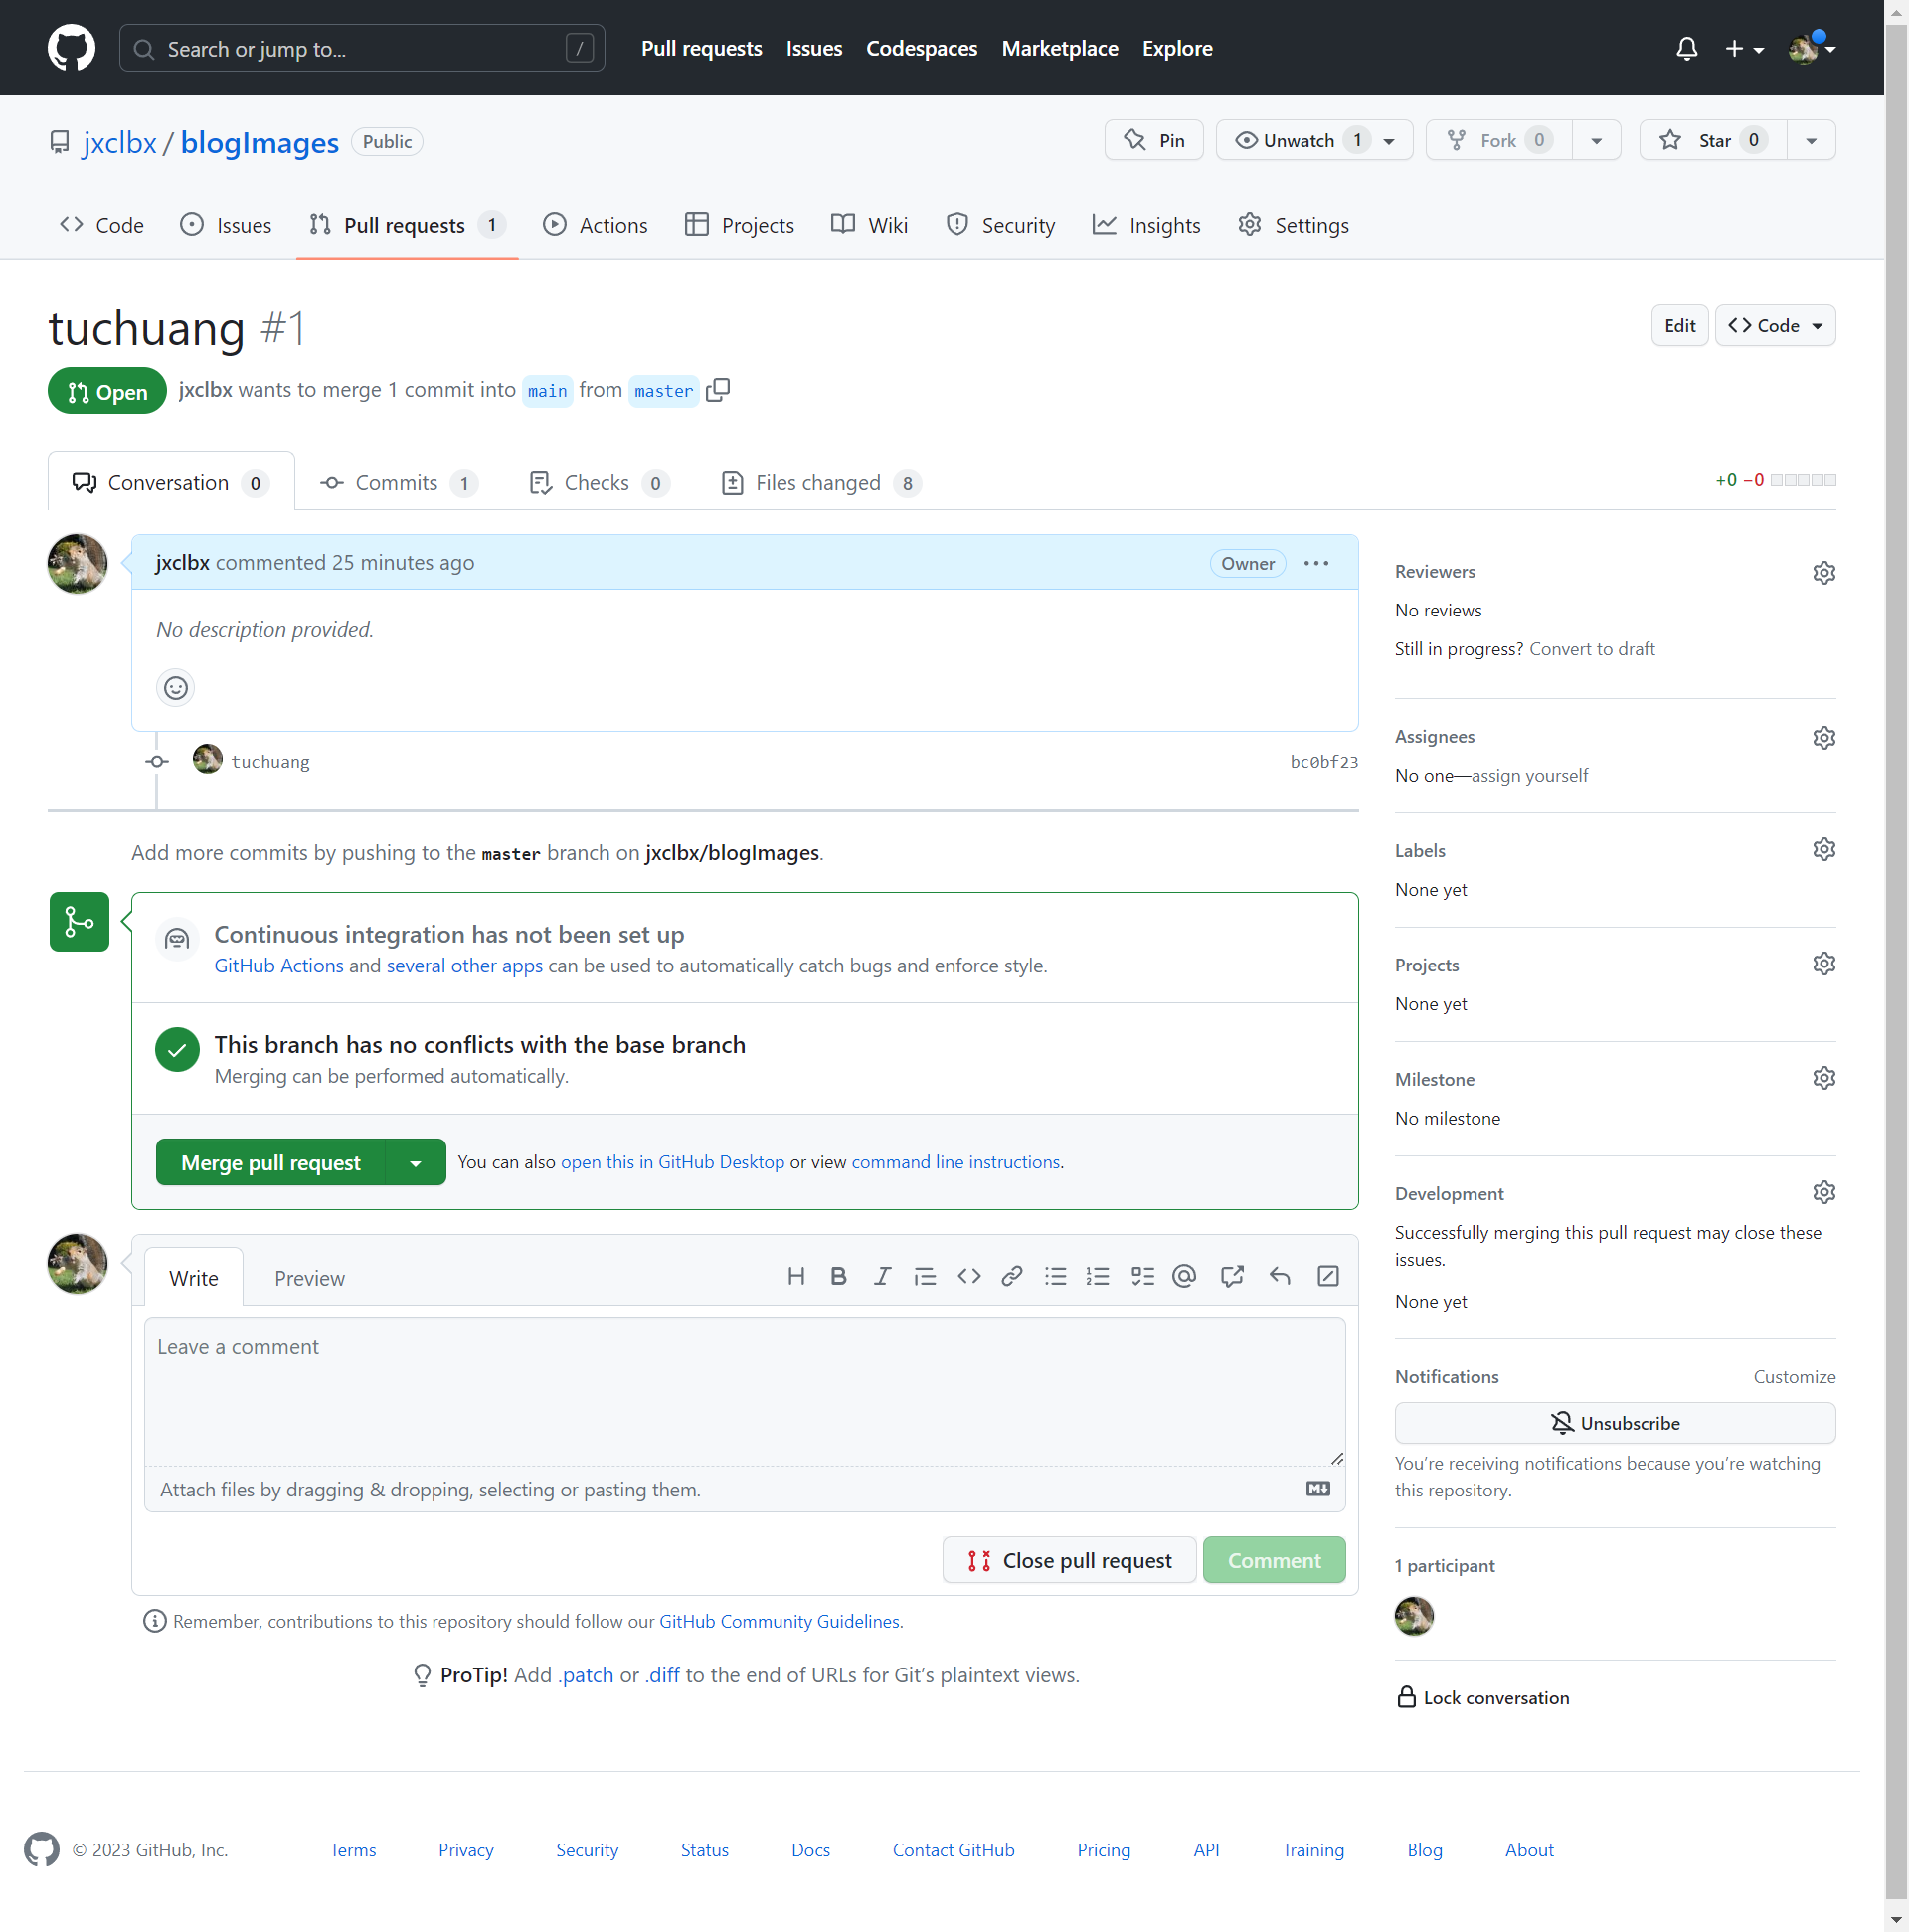 Search or jump to... /
Pull requests Issues Codespaces Marketplace Explore
jxclbx / blogImages Public
Pin Unwatch 1 Fork 0 Star 0
Code Issues Pull requests 1 Actions Projects Wiki Security Insights Settings
tuchuang #1
Edit Code
Open jxclbx wants to merge 1 commit into main from master
Conversation 0 Commits 1 Checks 0 Files changed 8
+0 −0
jxclbx commented 25 minutes ago
Owner
No description provided.
tuchuang bc0bf23
Add more commits by pushing to the master branch on jxclbx/blogImages.
Continuous integration has not been set up
GitHub Actions and several other apps can be used to automatically catch bugs and enforce style.
This branch has no conflicts with the base branch
Merging can be performed automatically.
Merge pull request You can also open this in GitHub Desktop or view command line instructions.
Write Preview
Leave a comment
Attach files by dragging & dropping, selecting or pasting them.
Close pull request Comment
Remember, contributions to this repository should follow our GitHub Community Guidelines.
ProTip! Add .patch or .diff to the end of URLs for Git’s plaintext views.
Reviewers
No reviews
Still in progress? Convert to draft
Assignees
No one—assign yourself
Labels
None yet
Projects
None yet
Milestone
No milestone
Development
Successfully merging this pull request may close these
issues.
None yet
Notifications Customize
Unsubscribe
You’re receiving notifications because you’re watching
this repository.
1 participant
Lock conversation
© 2023 GitHub, Inc. Terms Privacy Security Status Docs Contact GitHub Pricing API Training Blog About